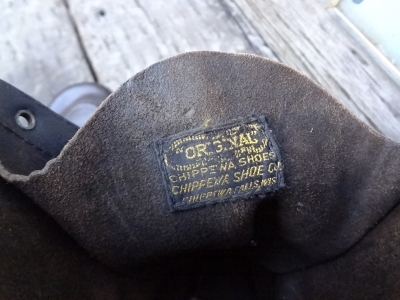 "ORIGINAL"
CHIPPEWA SHOES
CHIPPEWA SHOE CO.
CHIPPEWA FALLS, WIS.